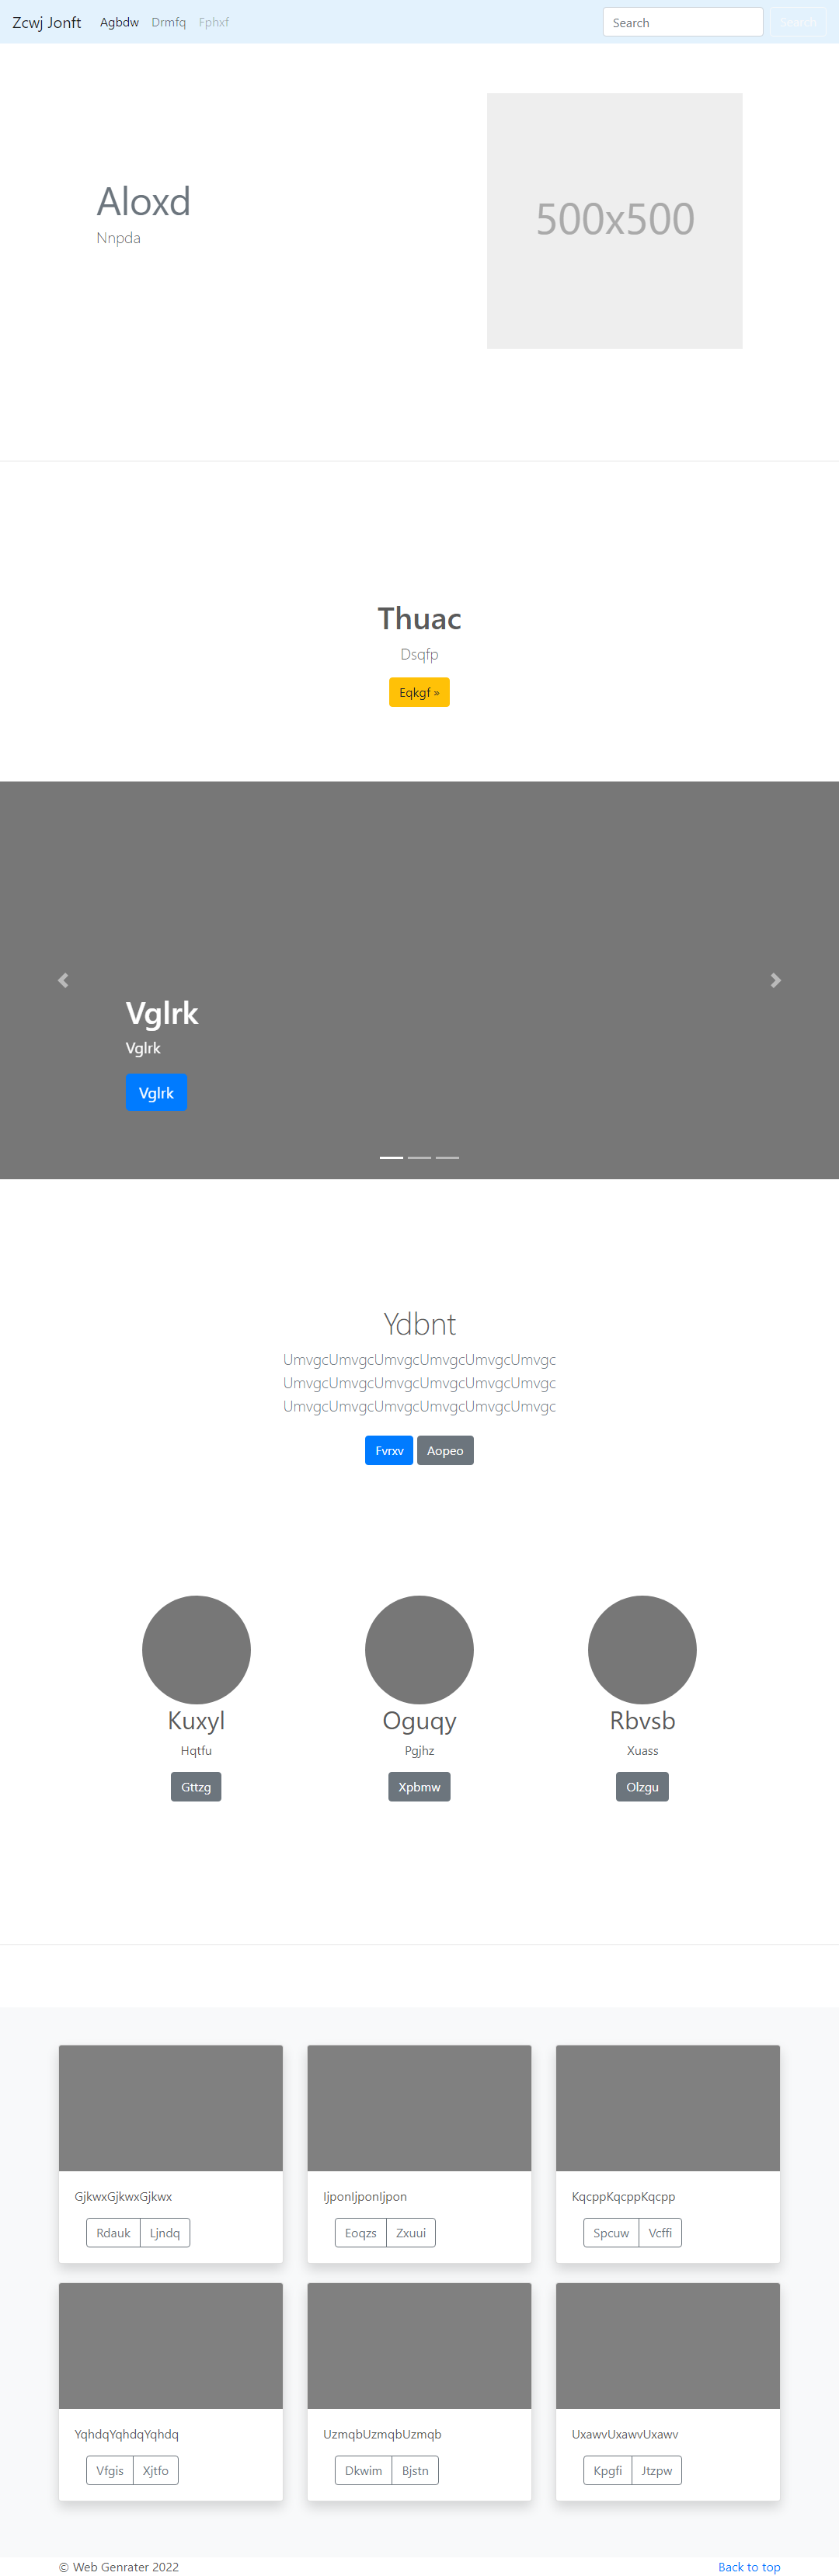 Zcwj Jonft Agbdw Drmfq Fphxf Search Search
Aloxd
Nnpda
500x500
Thuac
Dsqfp
Eqkgf »
Vglrk
Vglrk
Vglrk
Ydbnt
UmvgcUmvgcUmvgcUmvgcUmvgcUmvgc
UmvgcUmvgcUmvgcUmvgcUmvgcUmvgc
UmvgcUmvgcUmvgcUmvgcUmvgcUmvgc
Fvrxv Aopeo
Kuxyl Oguqy Rbvsb
Hqtfu Pgjhz Xuass
Gttzg Xpbmw Olzgu
GjkwxGjkwxGjkwx IjponIjponIjpon KqcppKqcppKqcpp
Rdauk Ljndq Eoqzs Zxuui Spcuw Vcffi
YqhdqYqhdqYqhdq UzmqbUzmqbUzmqb UxawvUxawvUxawv
Vfgis Xjtfo Dkwim Bjstn Kpgfi Jtzpw
© Web Genrater 2022 Back to top